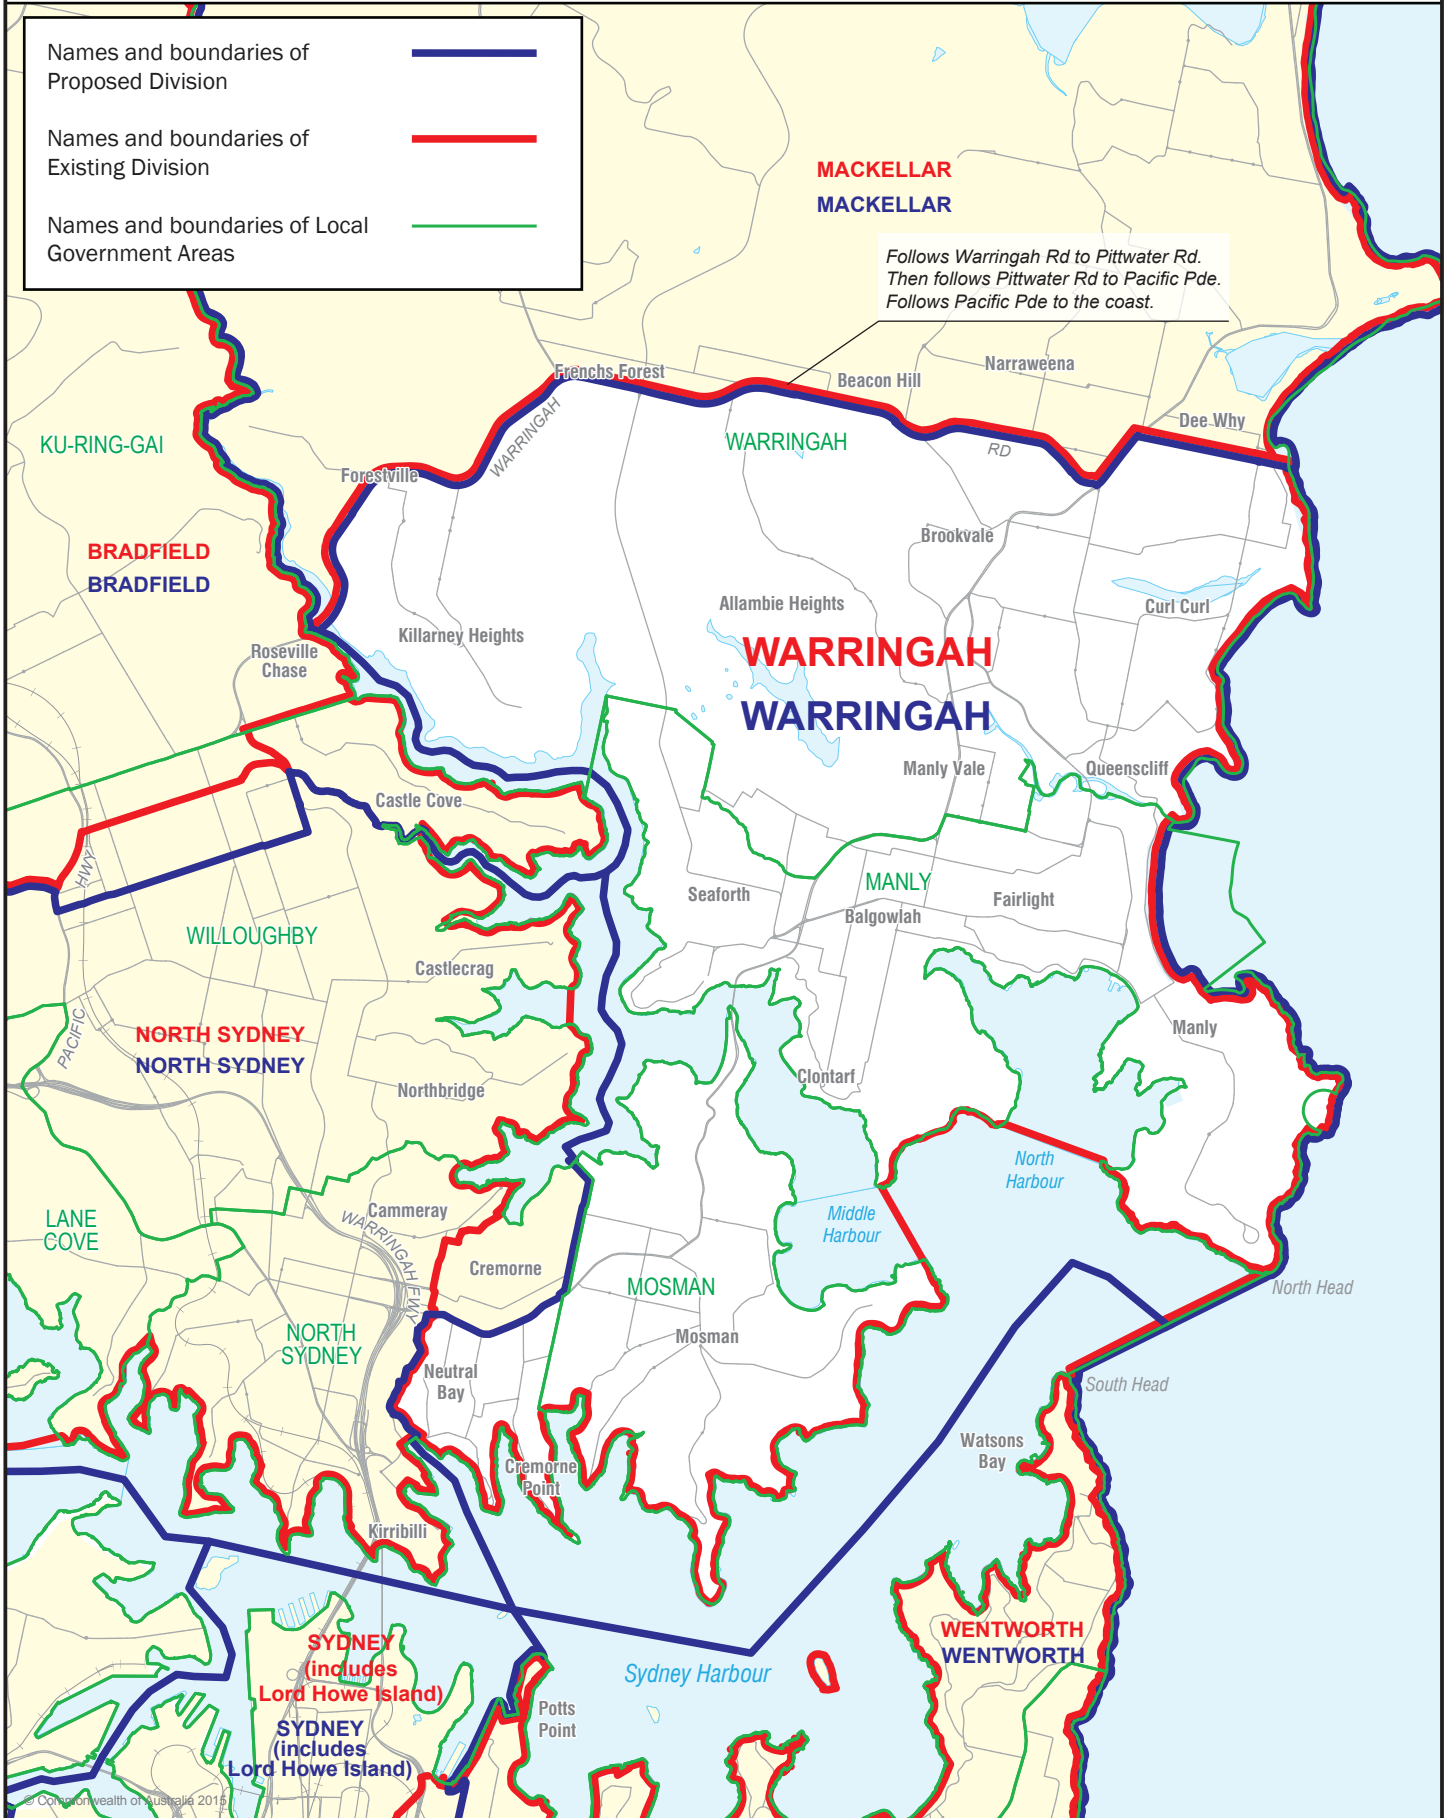 Names and boundaries of
Proposed Division
Names and boundaries of
Existing Division
Names and boundaries of Local
Government Areas
MACKELLAR
MACKELLAR
Follows Warringah Rd to Pittwater Rd.
Then follows Pittwater Rd to Pacific Pde.
Follows Pacific Pde to the coast.
Frenchs Forest
Beacon Hill
Narraweena
Dee Why
KU-RING-GAI
WARRINGAH
WARRINGAH
RD
Forestville
Brookvale
BRADFIELD
BRADFIELD
Allambie Heights
Curl Curl
Killarney Heights
Roseville
Chase
WARRINGAH
WARRINGAH
Manly Vale
Queenscliff
Castle Cove
HWY
Seaforth
MANLY
Balgowlah
Fairlight
WILLOUGHBY
Castlecrag
PACIFIC
NORTH SYDNEY
NORTH SYDNEY
Manly
Clontarf
Northbridge
North
Harbour
Middle
Harbour
LANE
COVE
Cammeray
WARRINGAH FWY
Cremorne
MOSMAN
North Head
NORTH
SYDNEY
Mosman
Neutral
Bay
South Head
Watsons
Bay
Cremorne
Point
Kirribilli
SYDNEY
(includes
Lord Howe Island)
WENTWORTH
WENTWORTH
Sydney Harbour
Potts
Point
SYDNEY
(includes
Lord Howe Island)
© Commonwealth of Australia 2015